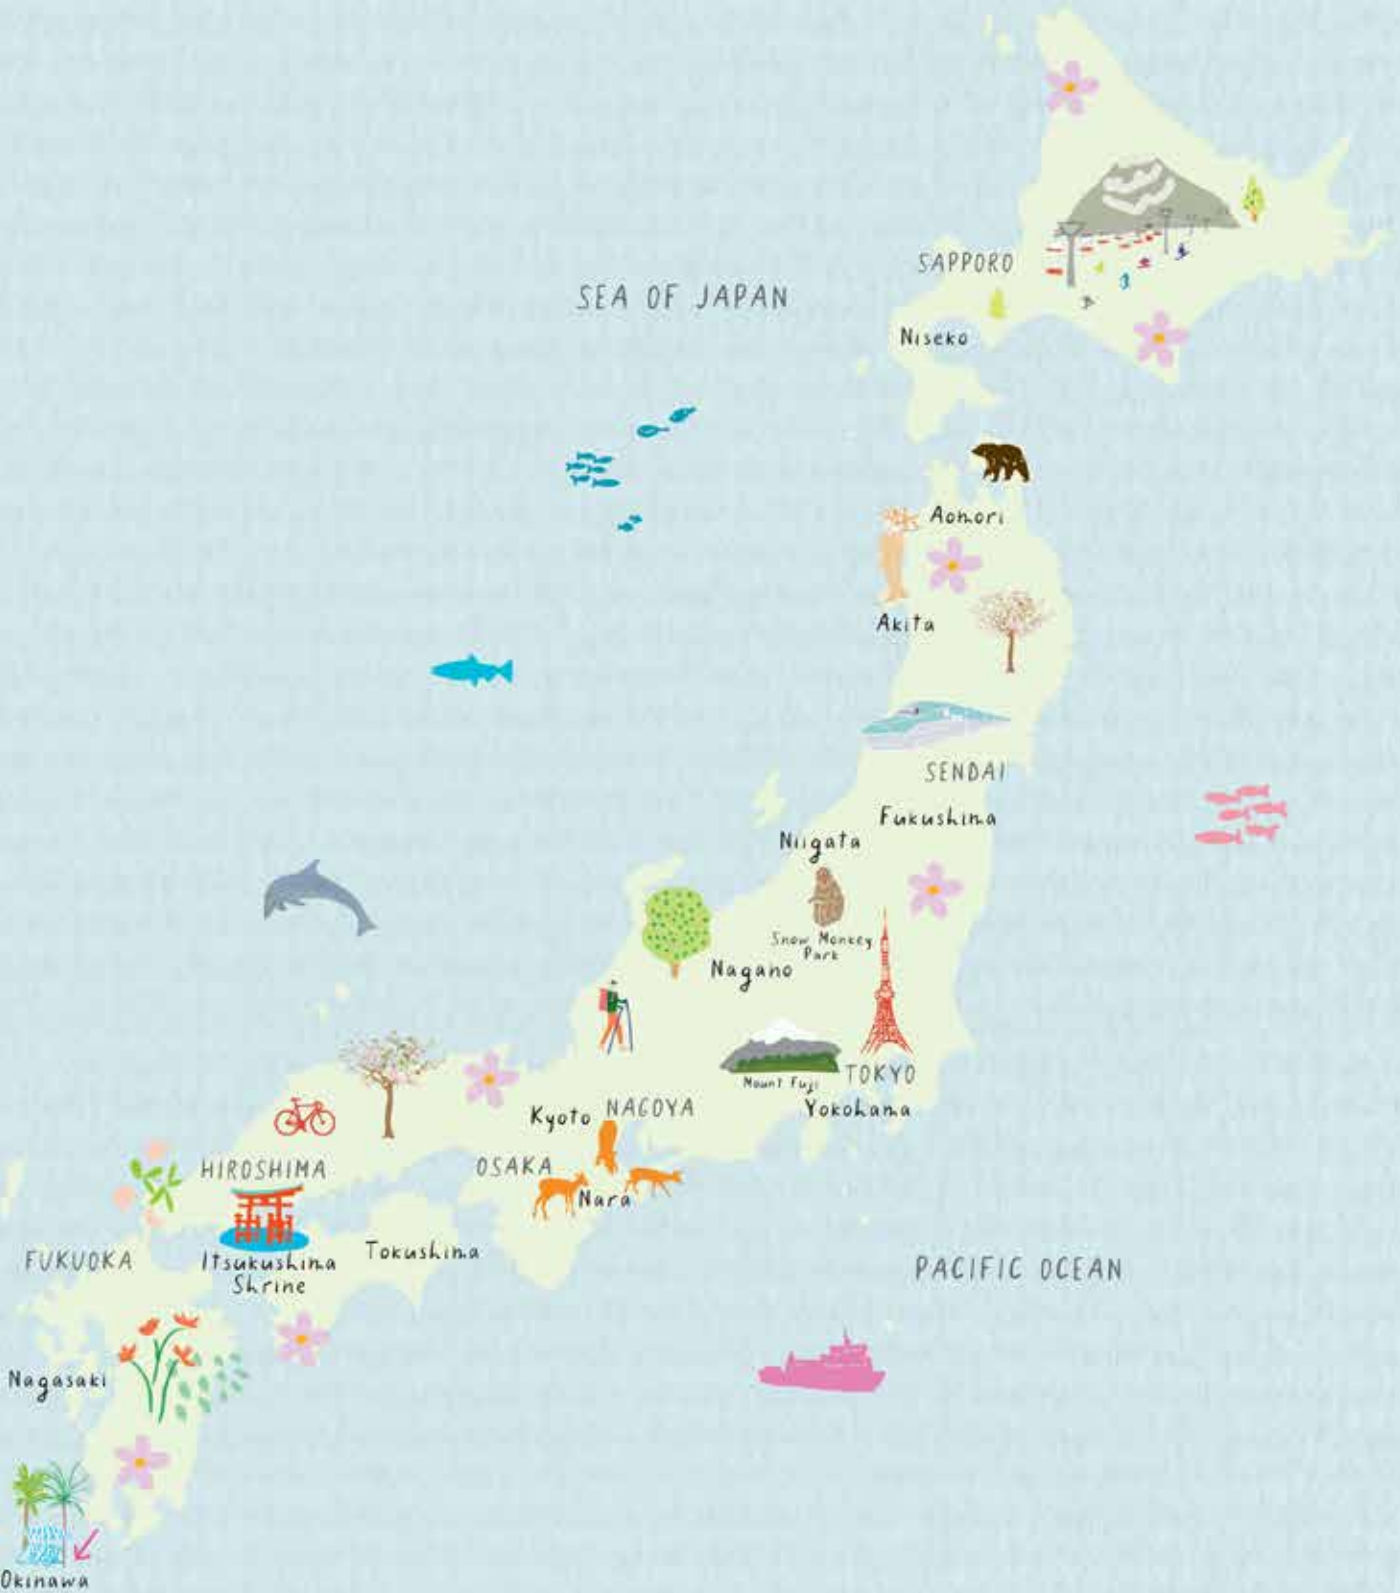 SAPPORO
SEA OF JAPAN
Niseko
Aomori
Akita
SENDAI
Fukushima
Niigata
Snow Monkey
Park
Nagano
Mount Fuji
TOKYO
Yokohama
Kyoto
NAGOYA
OSAKA
Nara
HIROSHIMA
Itsukushima
Shrine
Tokushima
FUKUOKA
PACIFIC OCEAN
Nagasaki
Okinawa